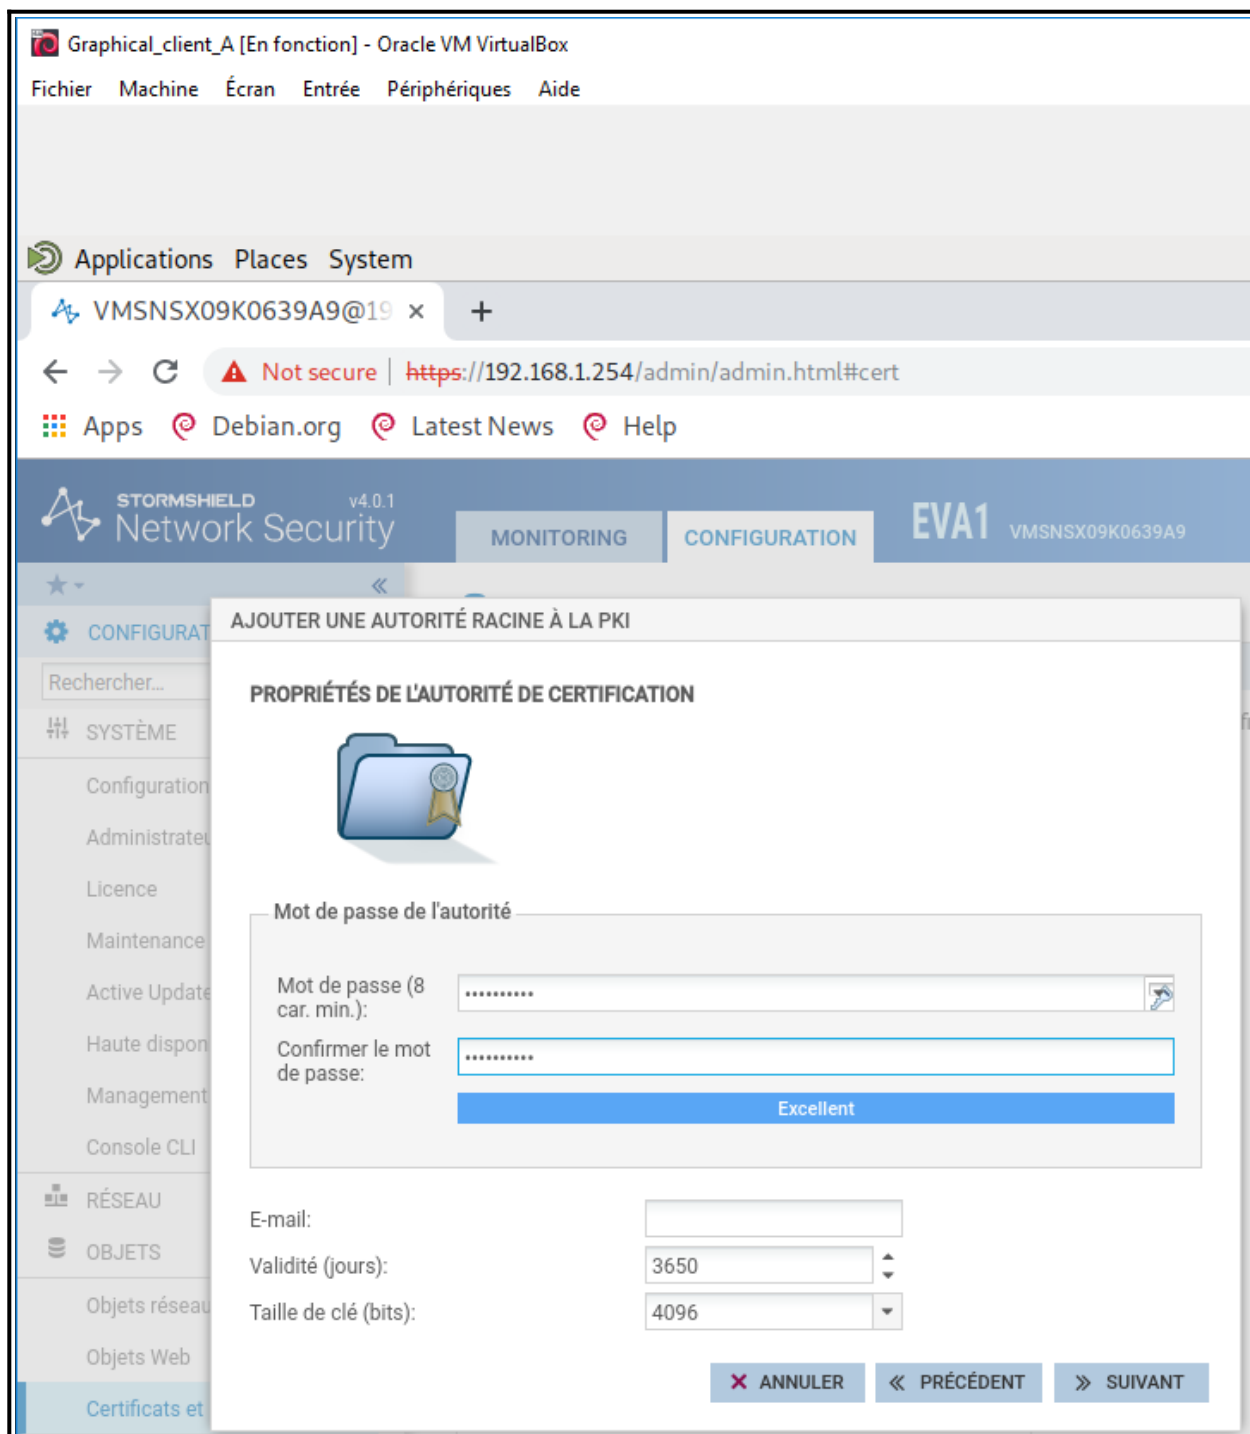 Graphical_client_A [En fonction] - Oracle VM VirtualBox
Fichier Machine Écran Entrée Périphériques Aide
Applications Places System
VMSNSX09K0639A9@19
Not secure https://192.168.1.254/admin/admin.html#cert
Apps Debian.org Latest News Help
STORMSHIELD v4.0.1
Network Security
MONITORING CONFIGURATION EVA1 VMSNSX09K0639A9
CONFIGURAT
Rechercher...
SYSTÈME
Configuration
Administrateu
Licence
Maintenance
Active Update
Haute dispon
Management
Console CLI
RÉSEAU
OBJETS
Objets réseau
Objets Web
Certificats et
AJOUTER UNE AUTORITÉ RACINE À LA PKI
PROPRIÉTÉS DE L'AUTORITÉ DE CERTIFICATION
Mot de passe de l'autorité
Mot de passe (8
car. min.): ••••••••••
Confirmer le mot
de passe: ••••••••••
Excellent
E-mail:
Validité (jours): 3650
Taille de clé (bits): 4096
ANNULER PRÉCÉDENT SUIVANT